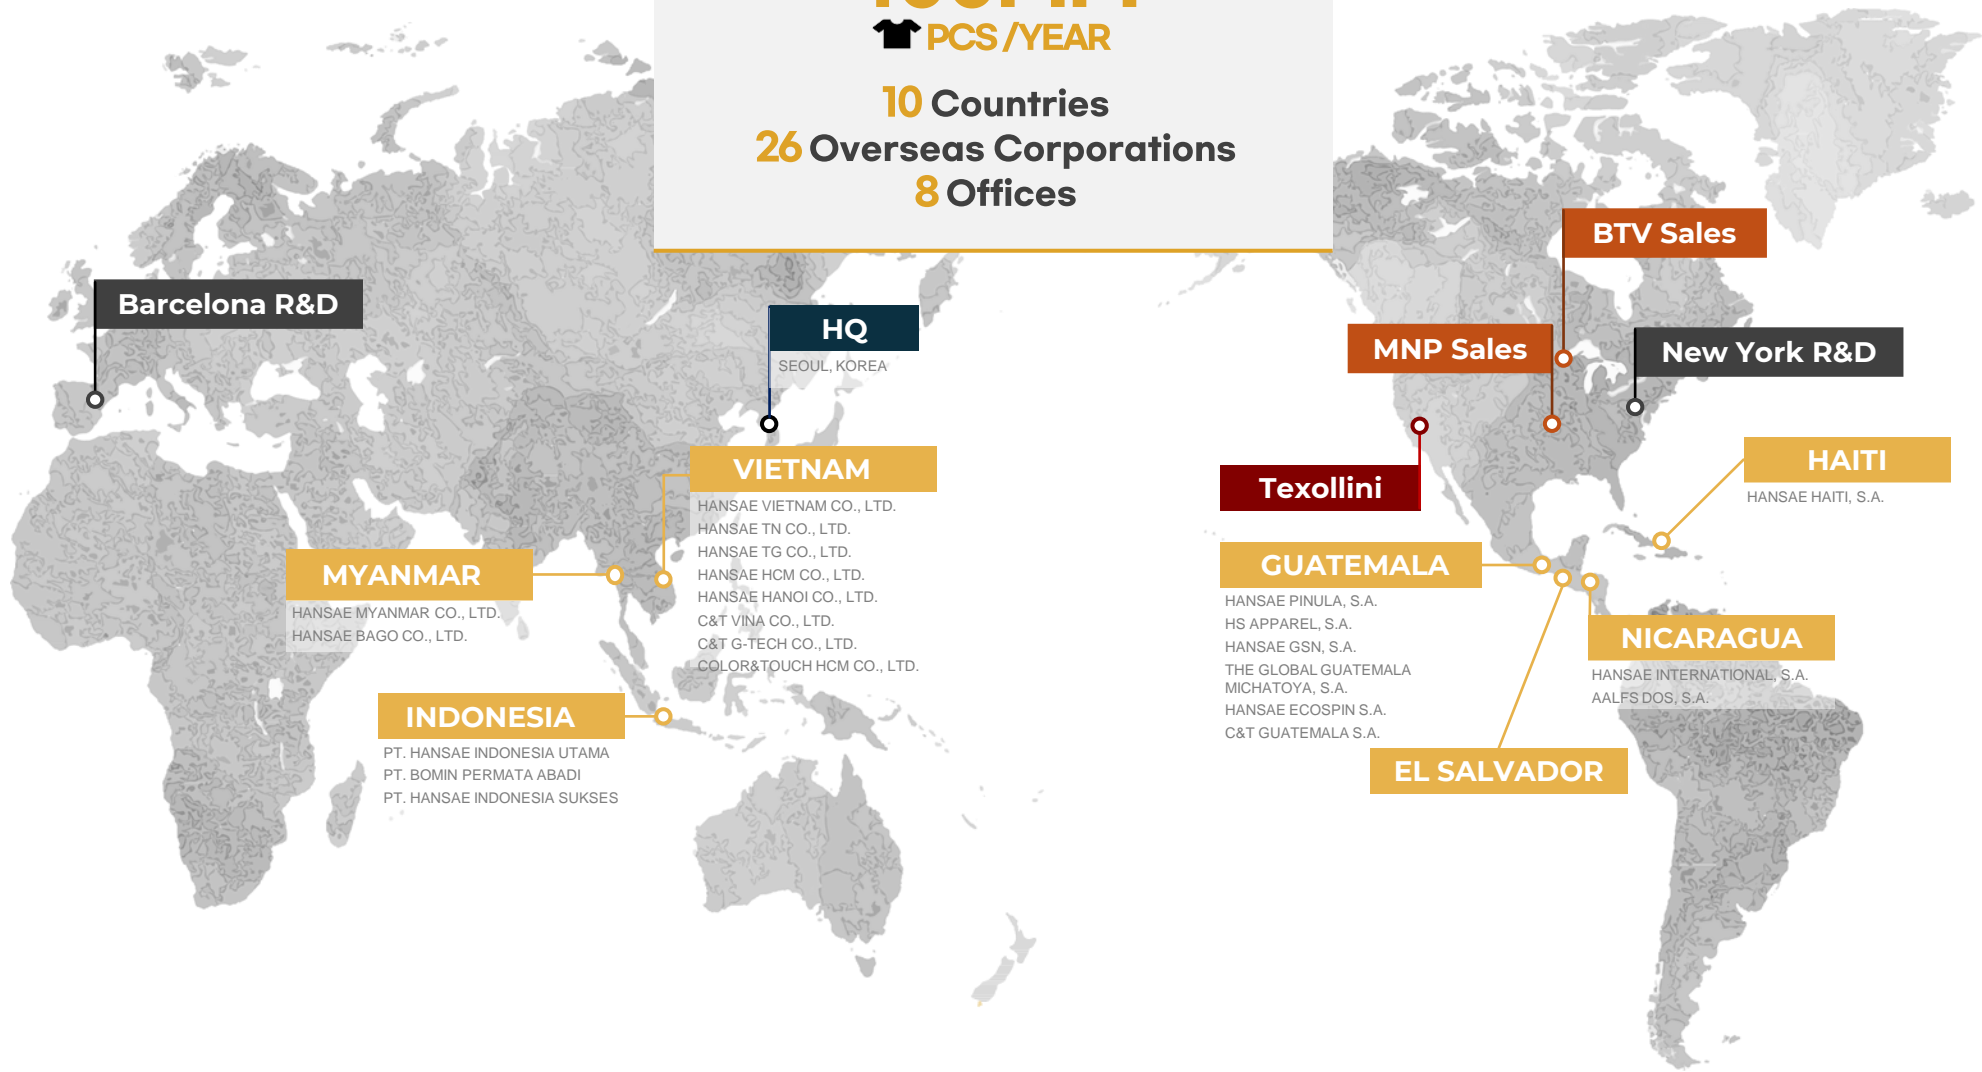 PCS/YEAR
10 Countries
26 Overseas Corporations
8 Offices
BTV Sales
Barcelona R&D
HQ
SEOUL, KOREA
MNP Sales
New York R&D
VIETNAM
HANSAE VIETNAM CO., LTD.
HANSAE TN CO., LTD.
HANSAE TG CO., LTD.
HANSAE HCM CO., LTD.
HANSAE HANOI CO., LTD.
C&T VINA CO., LTD.
C&T G-TECH CO., LTD.
COLOR&TOUCH HCM CO., LTD.
Texollini
HAITI
HANSAE HAITI, S.A.
MYANMAR
HANSAE MYANMAR CO., LTD.
HANSAE BAGO CO., LTD.
GUATEMALA
HANSAE PINULA, S.A.
HS APPAREL, S.A.
HANSAE GSN, S.A.
THE GLOBAL GUATEMALA
MICHATOYA, S.A.
HANSAE ECOSPIN S.A.
C&T GUATEMALA S.A.
NICARAGUA
HANSAE INTERNATIONAL, S.A.
AALFS DOS, S.A.
INDONESIA
PT. HANSAE INDONESIA UTAMA
PT. BOMIN PERMATA ABADI
PT. HANSAE INDONESIA SUKSES
EL SALVADOR